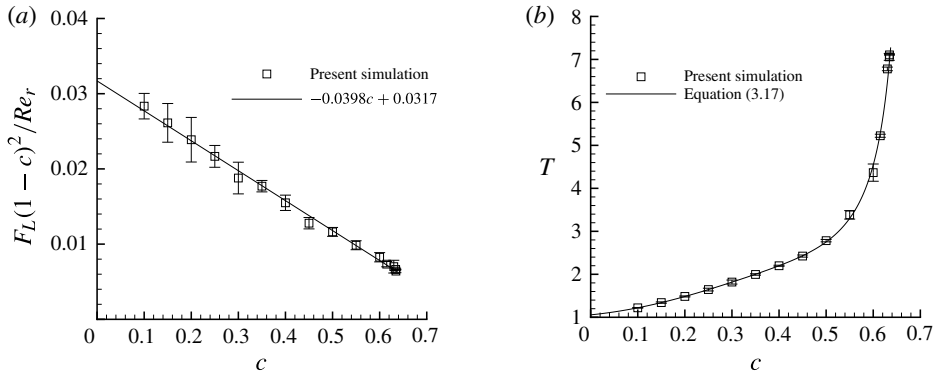 (a)
0.04
0.03
0.02
0.01
F_L(1 − c)²/Re_r
Present simulation
−0.0398c + 0.0317
0 0.1 0.2 0.3 0.4 0.5 0.6 0.7
c
(b)
8
7
6
5
4
3
2
1
T
Present simulation
Equation (3.17)
0 0.1 0.2 0.3 0.4 0.5 0.6 0.7
c